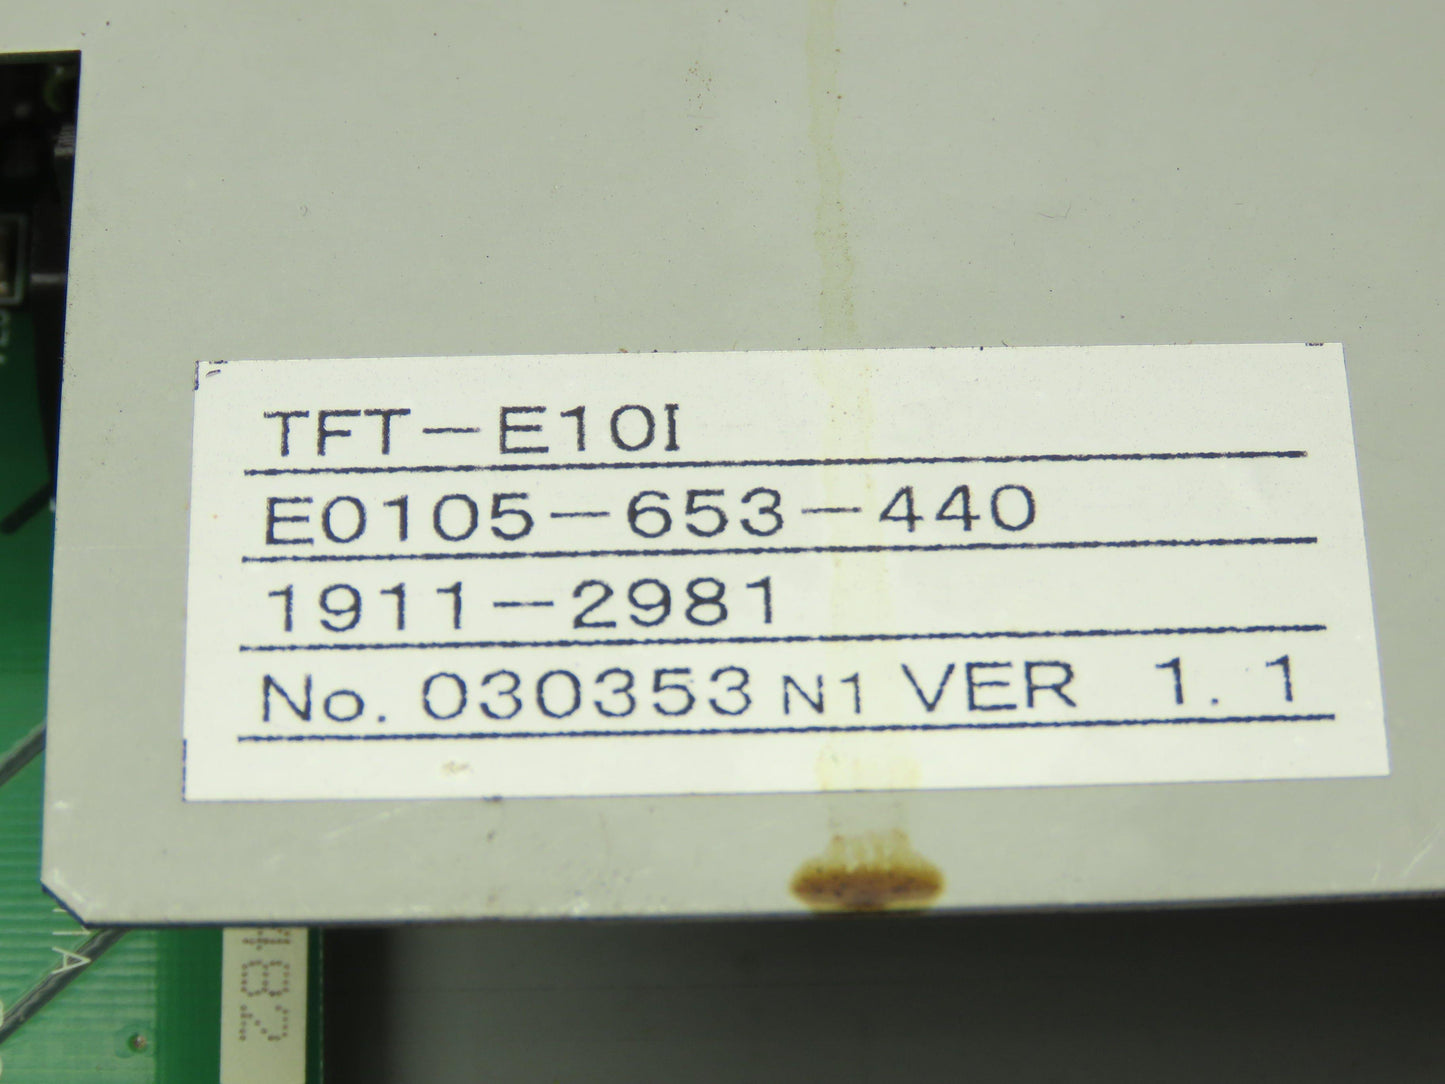 TFT-E10I
E0105-653-440
1911-2981
No. 030353 N1 VER 1. 1